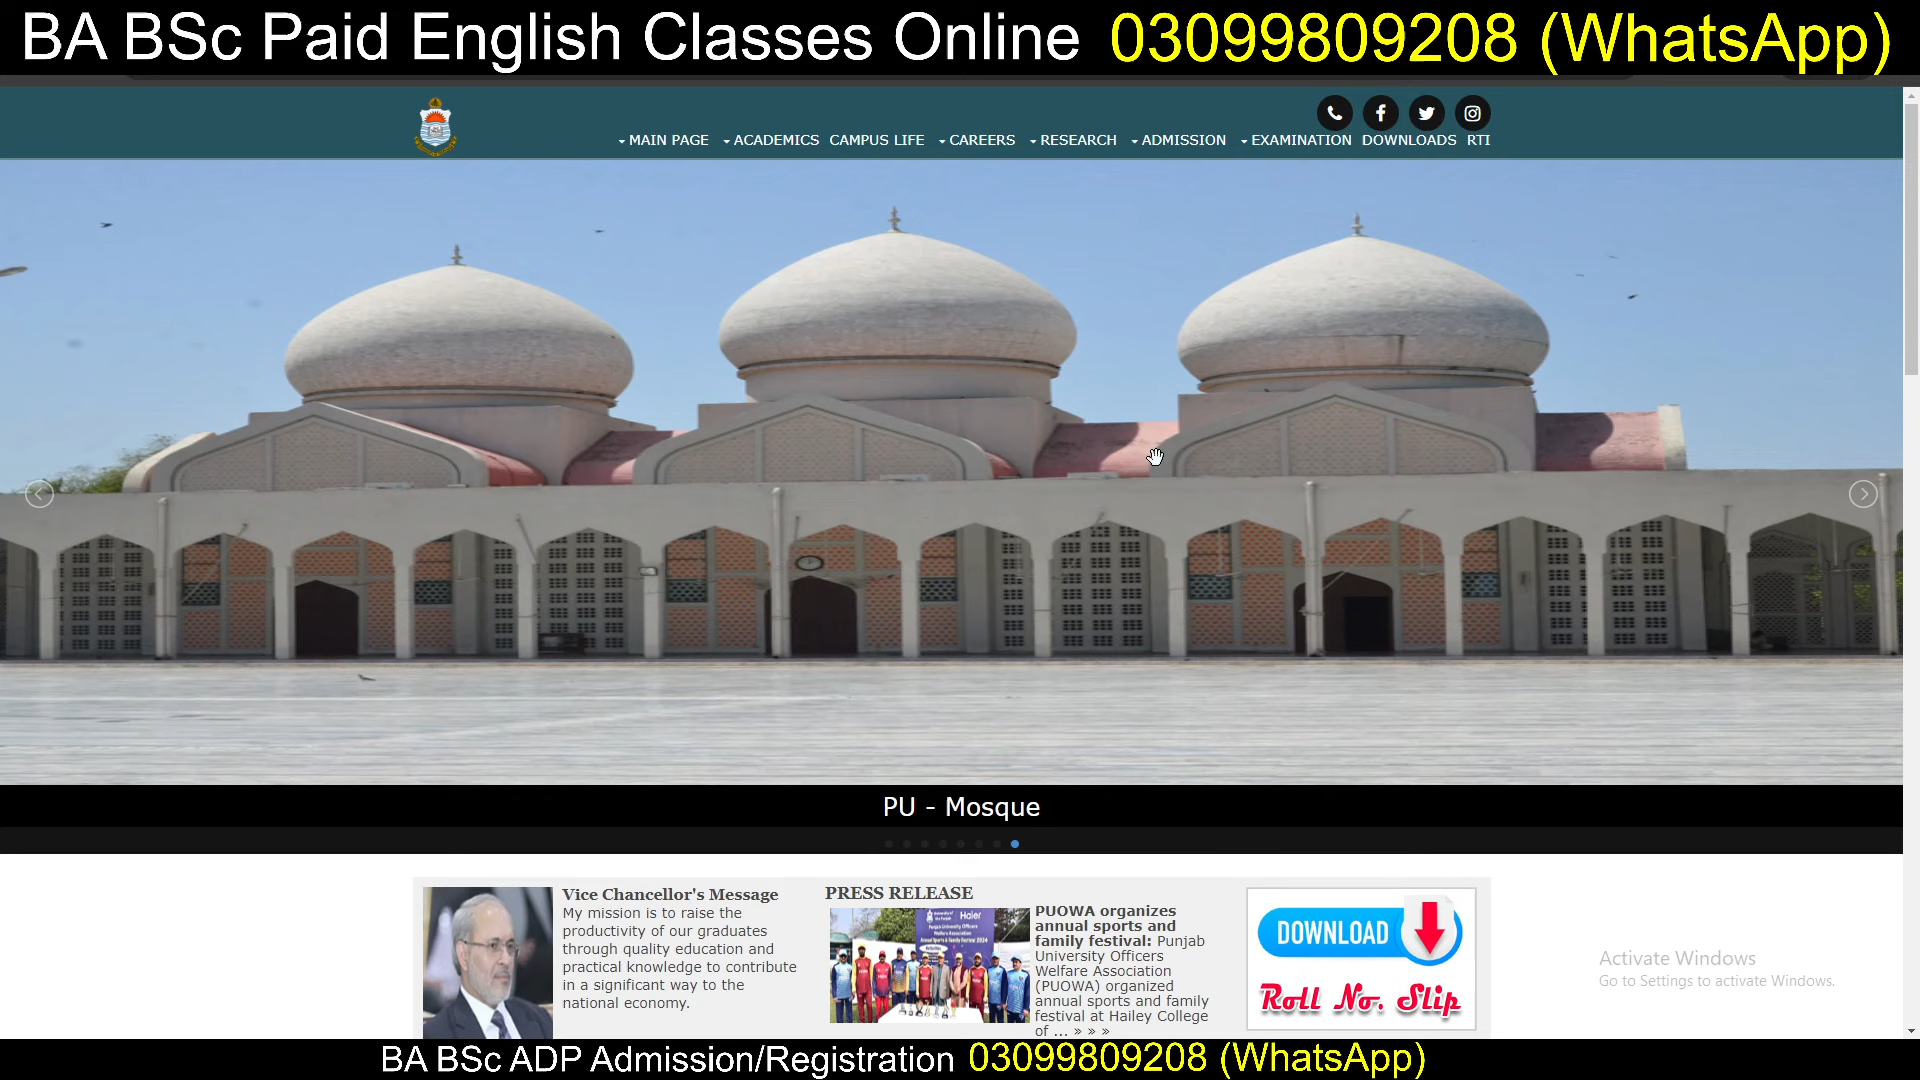 BA BSc Paid English Classes Online 03099809208 (WhatsApp)
MAIN PAGE ACADEMICS CAMPUS LIFE CAREERS RESEARCH ADMISSION EXAMINATION DOWNLOADS RTI
PU - Mosque
Vice Chancellor's Message
My mission is to raise the
productivity of our graduates
through quality education and
practical knowledge to contribute
in a significant way to the
national economy.
PRESS RELEASE
Haier
PUOWA organizes
annual sports and
family festival: Punjab
University Officers
Welfare Association
(PUOWA) organized
annual sports and family
festival at Hailey College
of ... » » »
DOWNLOAD
Roll No. Slip
Activate Windows
Go to Settings to activate Windows.
BA BSc ADP Admission/Registration 03099809208 (WhatsApp)